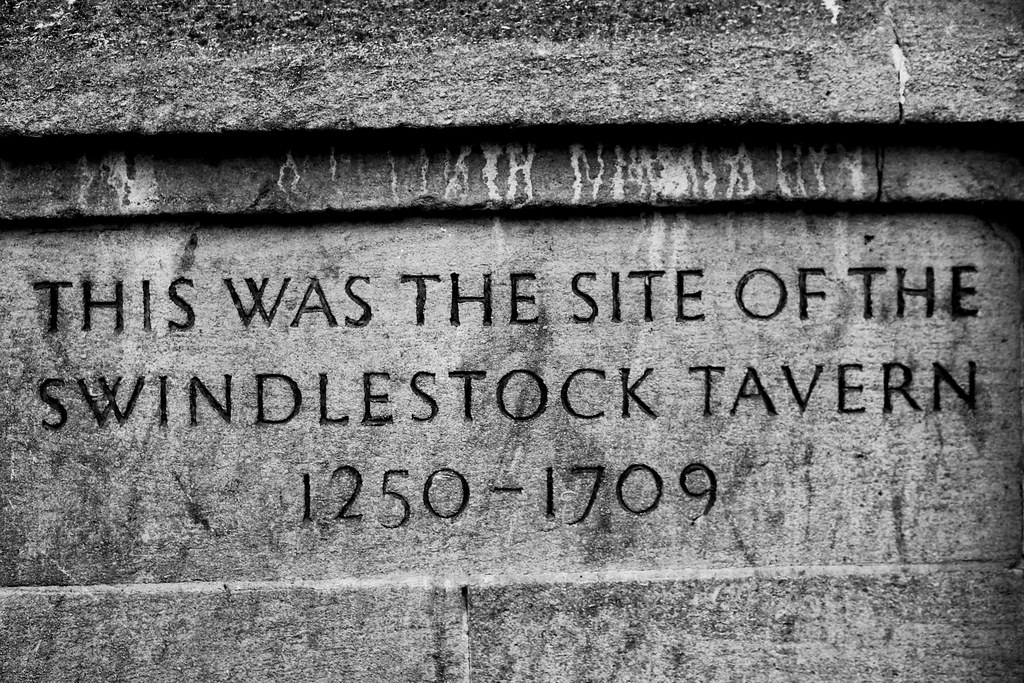 THIS WAS THE SITE OF THE
SWINDLESTOCK TAVERN
1250-1709